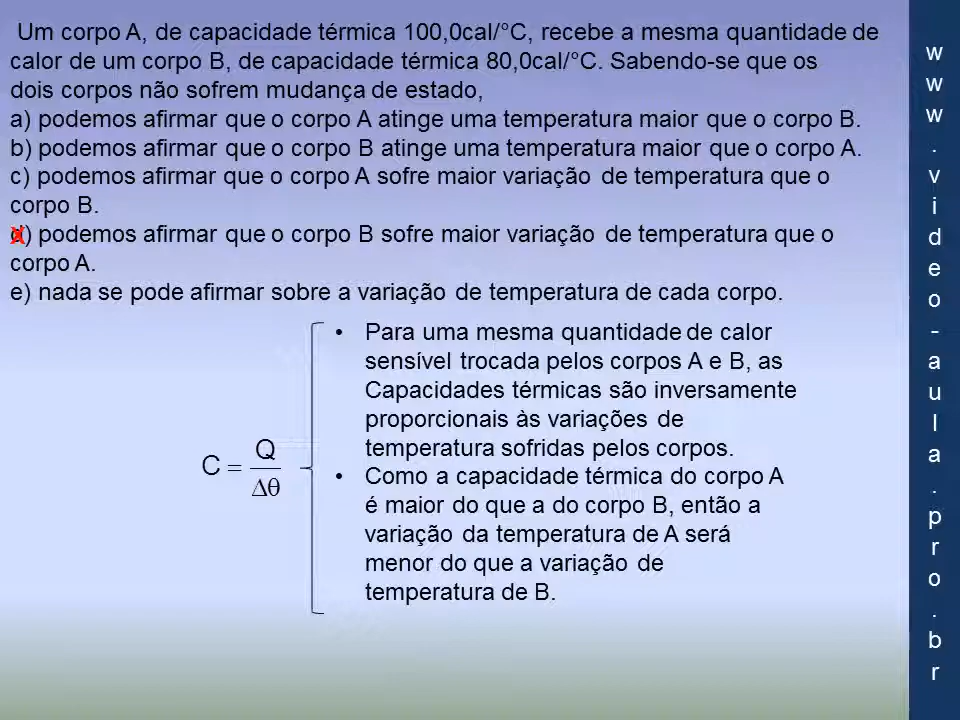 Um corpo A, de capacidade térmica 100,0cal/°C, recebe a mesma quantidade de
calor de um corpo B, de capacidade térmica 80,0cal/°C. Sabendo-se que os
dois corpos não sofrem mudança de estado,
a) podemos afirmar que o corpo A atinge uma temperatura maior que o corpo B.
b) podemos afirmar que o corpo B atinge uma temperatura maior que o corpo A.
c) podemos afirmar que o corpo A sofre maior variação de temperatura que o
corpo B.
d) podemos afirmar que o corpo B sofre maior variação de temperatura que o
corpo A.
e) nada se pode afirmar sobre a variação de temperatura de cada corpo.
C = Q / Δθ
• Para uma mesma quantidade de calor
sensível trocada pelos corpos A e B, as
Capacidades térmicas são inversamente
proporcionais às variações de
temperatura sofridas pelos corpos.
• Como a capacidade térmica do corpo A
é maior do que a do corpo B, então a
variação da temperatura de A será
menor do que a variação de
temperatura de B.
www.video-aula.pro.br